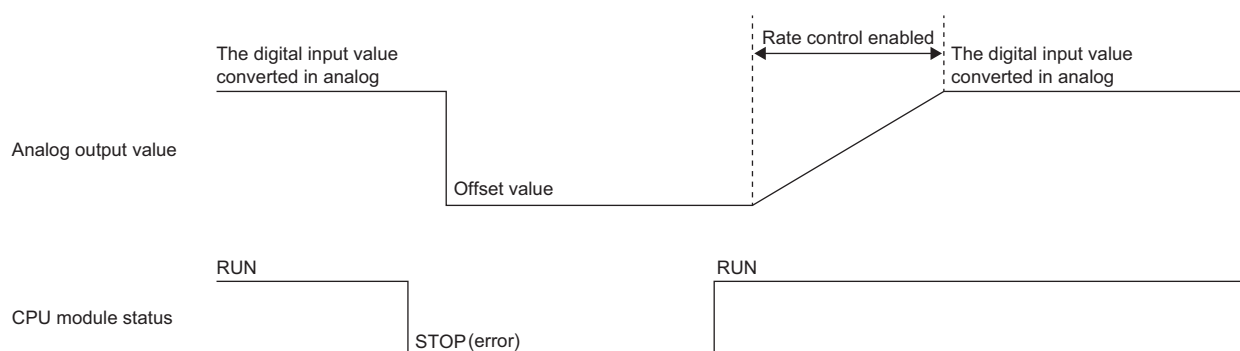 Rate control enabled
The digital input value
converted in analog
The digital input value
converted in analog
Analog output value
Offset value
RUN
RUN
CPU module status
STOP(error)